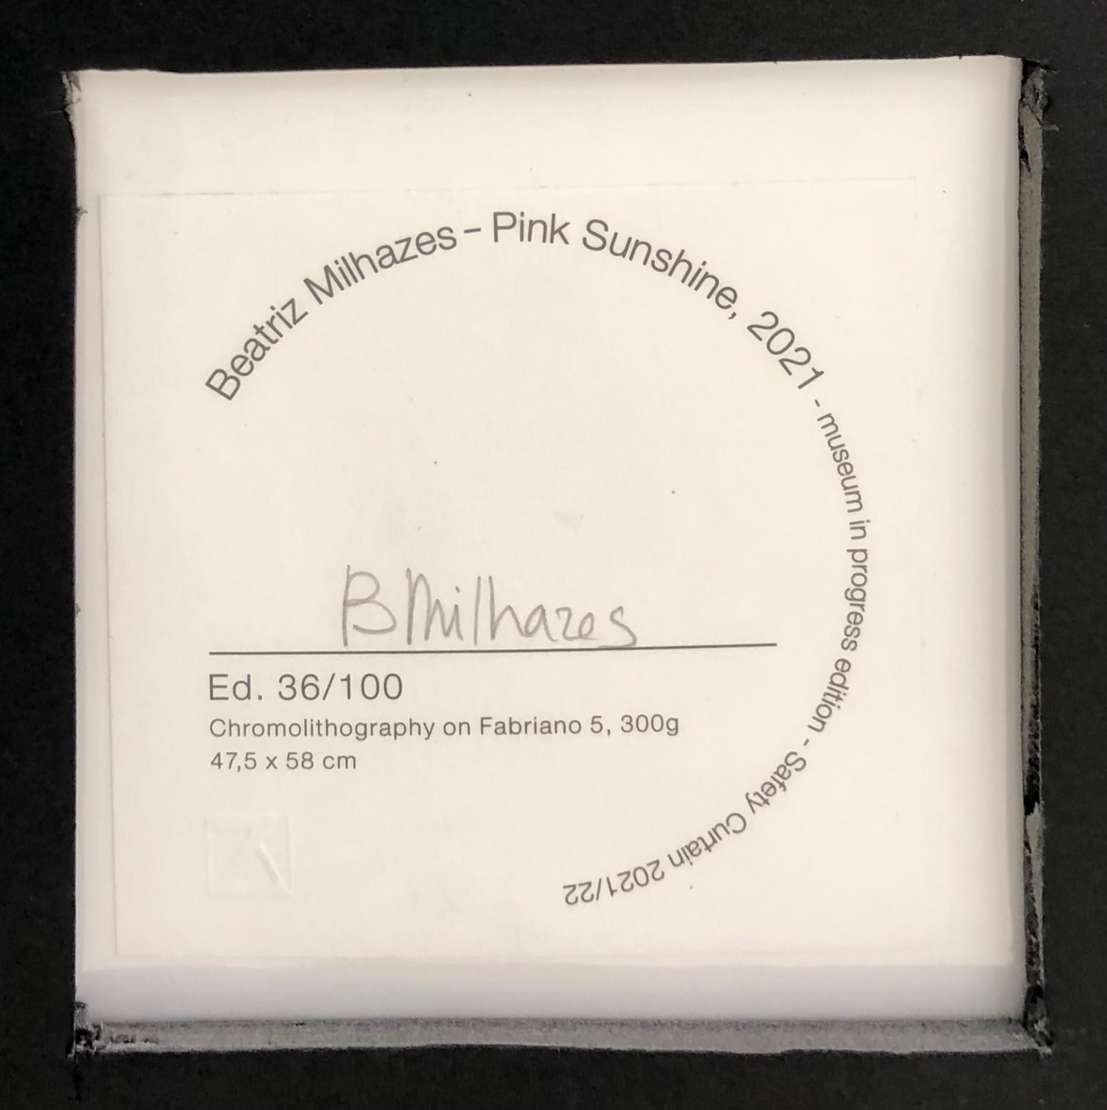 Beatriz Milhazes – Pink Sunshine, 2021 - museum in progress edition - Safety Curtain 2021/22
BMilhazes
Ed. 36/100
Chromolithography on Fabriano 5, 300g
47,5 x 58 cm